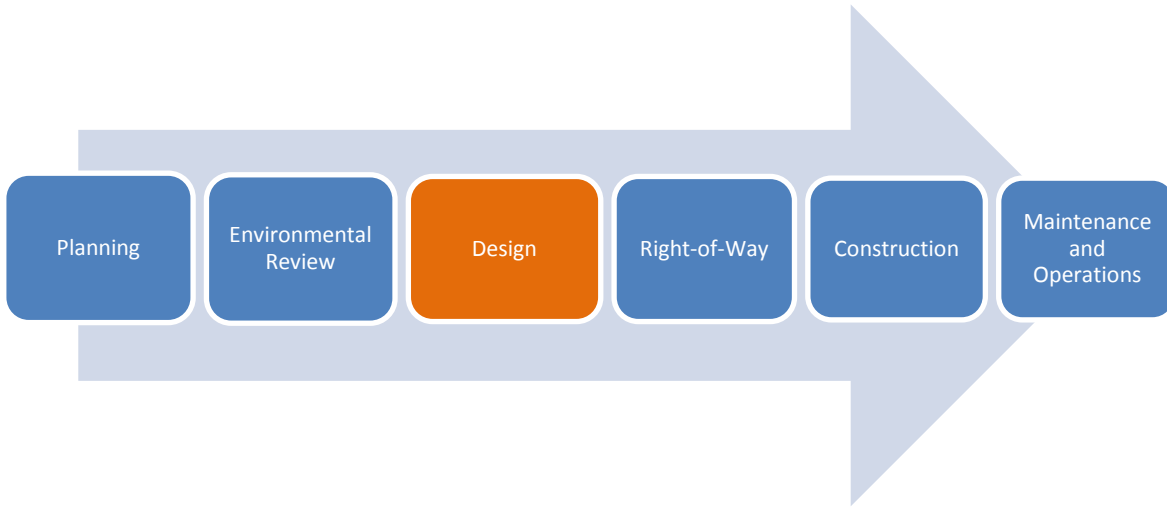 Planning
Environmental
Review
Design
Right-of-Way
Construction
Maintenance
and
Operations